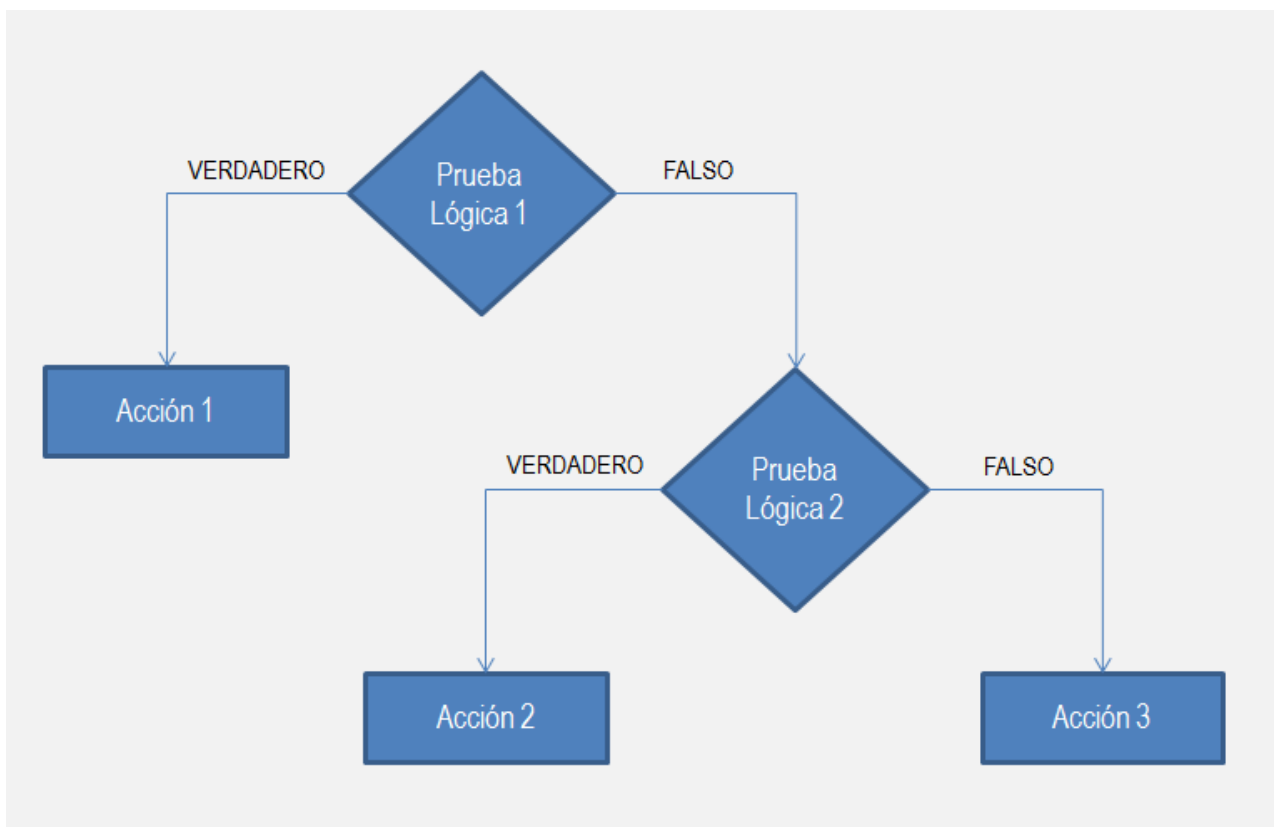 VERDADERO
Prueba
Lógica 1
FALSO
Acción 1
VERDADERO
Prueba
Lógica 2
FALSO
Acción 2
Acción 3